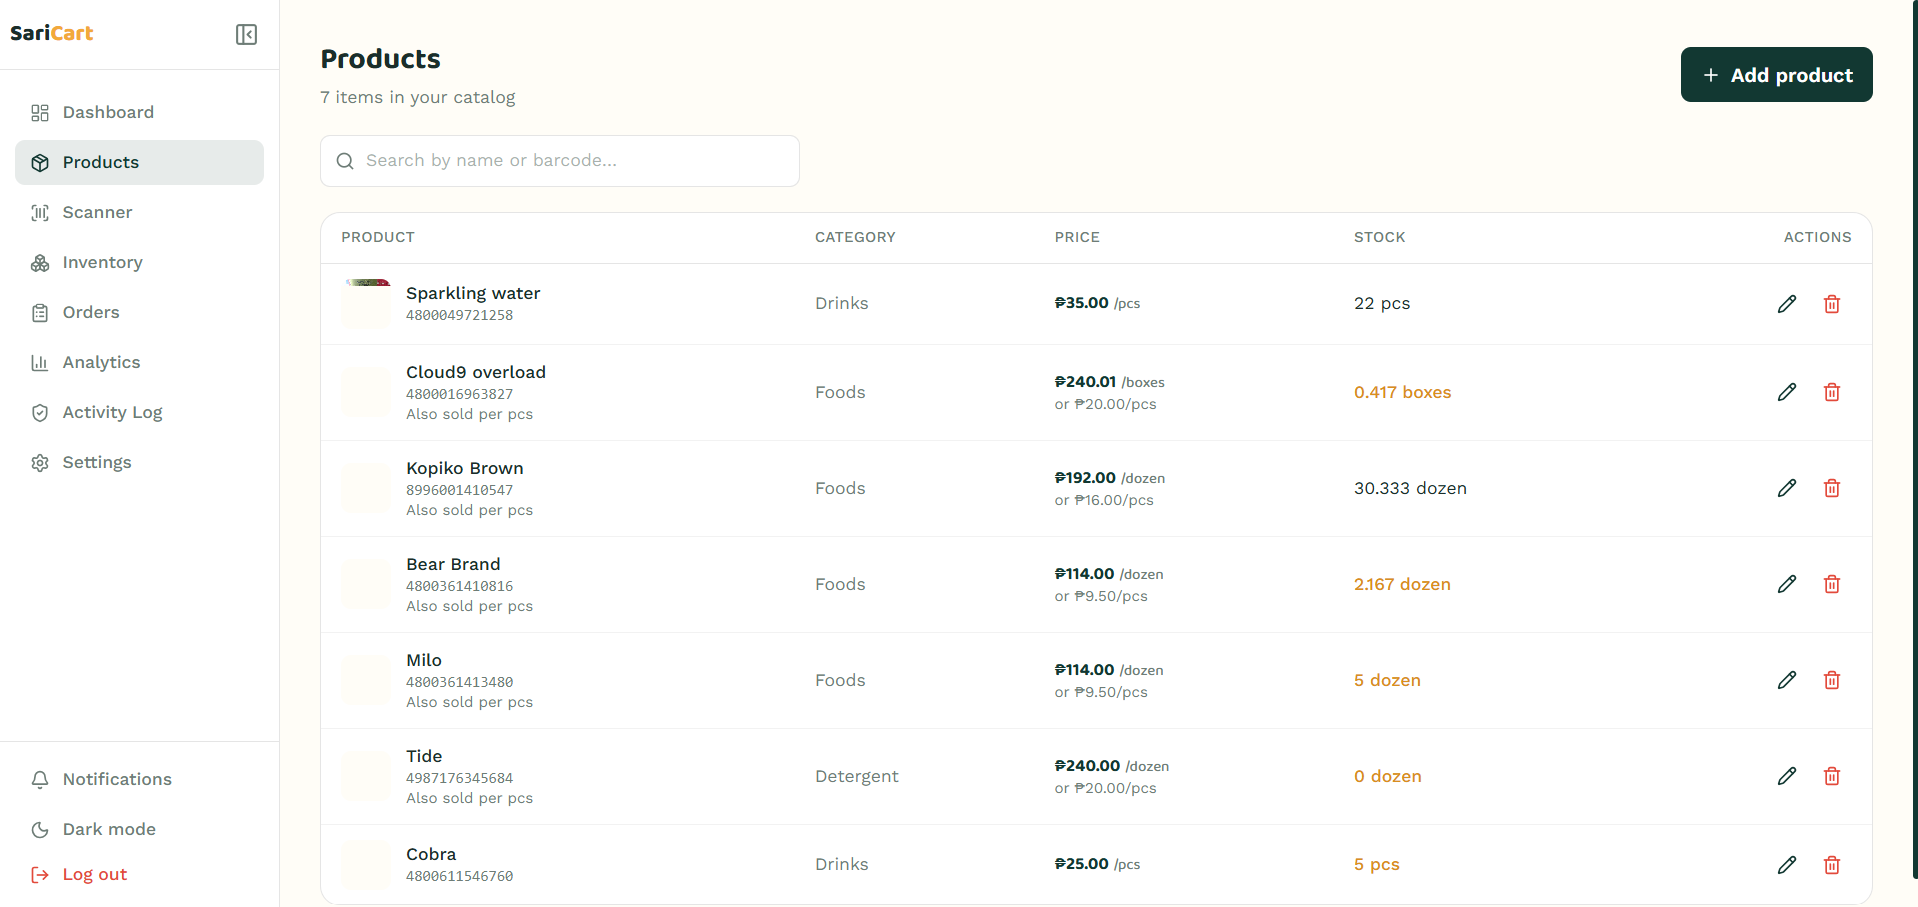 SariCart
Dashboard
Products
Scanner
Inventory
Orders
Analytics
Activity Log
Settings
Notifications
Dark mode
Log out
Products
7 items in your catalog
+ Add product
Search by name or barcode...
PRODUCT CATEGORY PRICE STOCK ACTIONS
Sparkling water
4800049721258
Drinks
₱35.00 /pcs
22 pcs
Cloud9 overload
4800016963827
Also sold per pcs
Foods
₱240.01 /boxes
or ₱20.00/pcs
0.417 boxes
Kopiko Brown
8996001410547
Also sold per pcs
Foods
₱192.00 /dozen
or ₱16.00/pcs
30.333 dozen
Bear Brand
4800361410816
Also sold per pcs
Foods
₱114.00 /dozen
or ₱9.50/pcs
2.167 dozen
Milo
4800361413480
Also sold per pcs
Foods
₱114.00 /dozen
or ₱9.50/pcs
5 dozen
Tide
4987176345684
Also sold per pcs
Detergent
₱240.00 /dozen
or ₱20.00/pcs
0 dozen
Cobra
4800611546760
Drinks
₱25.00 /pcs
5 pcs